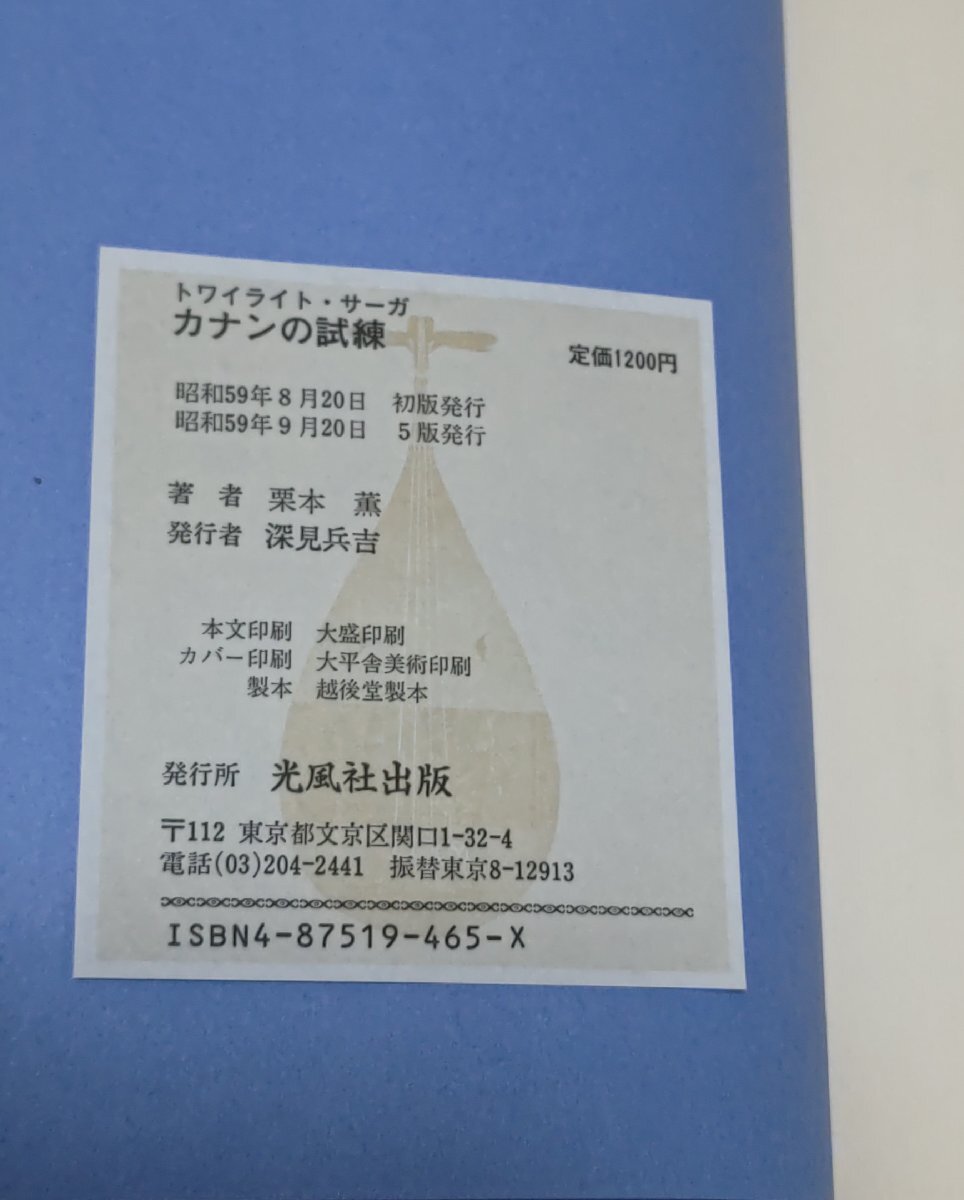 トワイライト・サーガ
カナンの試練
定価1200円
昭和59年8月20日 初版発行
昭和59年9月20日 5版発行
著者 栗本 薫
発行者 深見兵吉
本文印刷 大盛印刷
カバー印刷 大平舎美術印刷
製本 越後堂製本
発行所 光風社出版
〒112 東京都文京区関口1-32-4
電話(03)204-2441 振替東京8-12913
ISBN4-87519-465-X